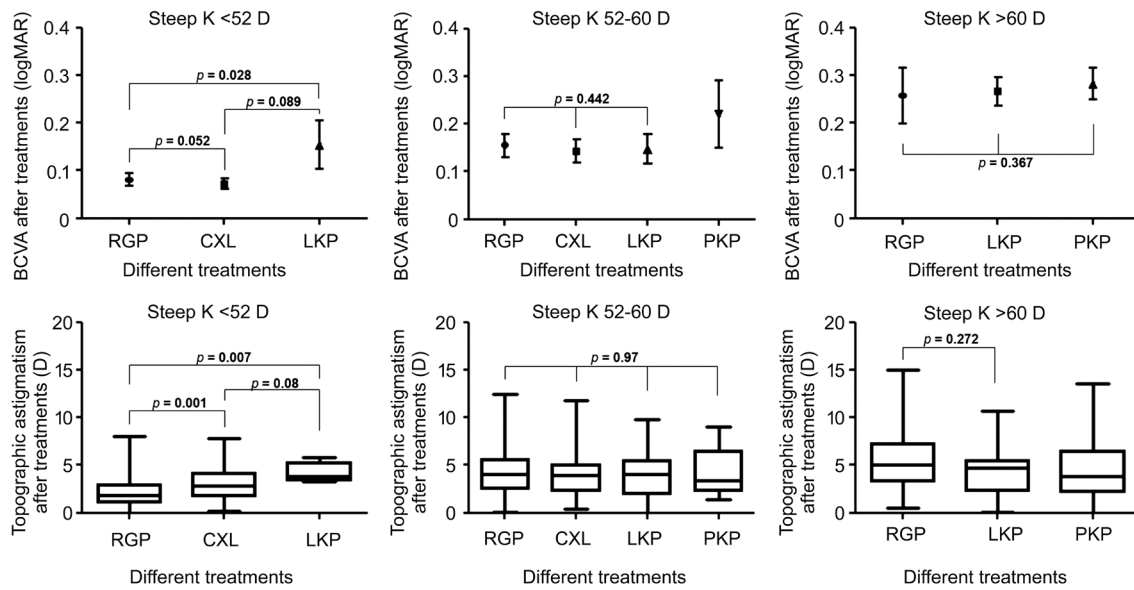 Steep K <52 D
BCVA after treatments (logMAR)
0.4
0.3
0.2
0.1
0
p = 0.028
p = 0.089
p = 0.052
RGP CXL LKP
Different treatments
Steep K 52-60 D
BCVA after treatments (logMAR)
0.4
0.3
0.2
0.1
0
p = 0.442
RGP CXL LKP PKP
Different treatments
Steep K >60 D
BCVA after treatments (logMAR)
0.4
0.3
0.2
0.1
0
p = 0.367
RGP LKP PKP
Different treatments
Steep K <52 D
Topographic astigmatism
after treatments (D)
20
15
10
5
0
p = 0.007
p = 0.08
p = 0.001
RGP CXL LKP
Different treatments
Steep K 52-60 D
Topographic astigmatism
after treatments (D)
20
15
10
5
0
p = 0.97
RGP CXL LKP PKP
Different treatments
Steep K >60 D
Topographic astigmatism
after treatments (D)
20
15
10
5
0
p = 0.272
RGP LKP PKP
Different treatments